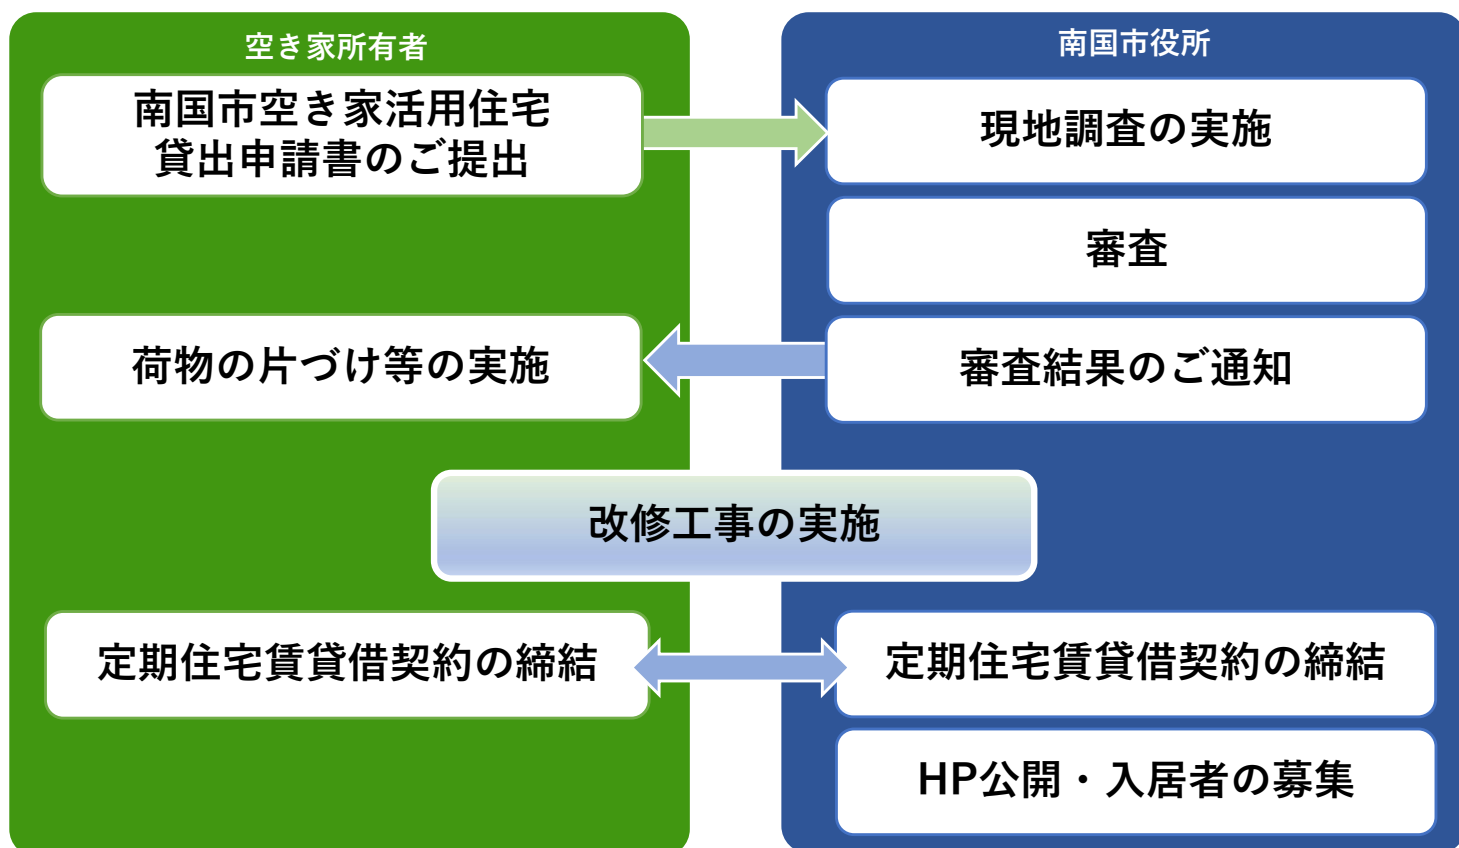 空き家所有者
南国市役所
南国市空き家活用住宅
貸出申請書のご提出
現地調査の実施
審査
荷物の片づけ等の実施
審査結果のご通知
改修工事の実施
定期住宅賃貸借契約の締結
定期住宅賃貸借契約の締結
HP公開・入居者の募集